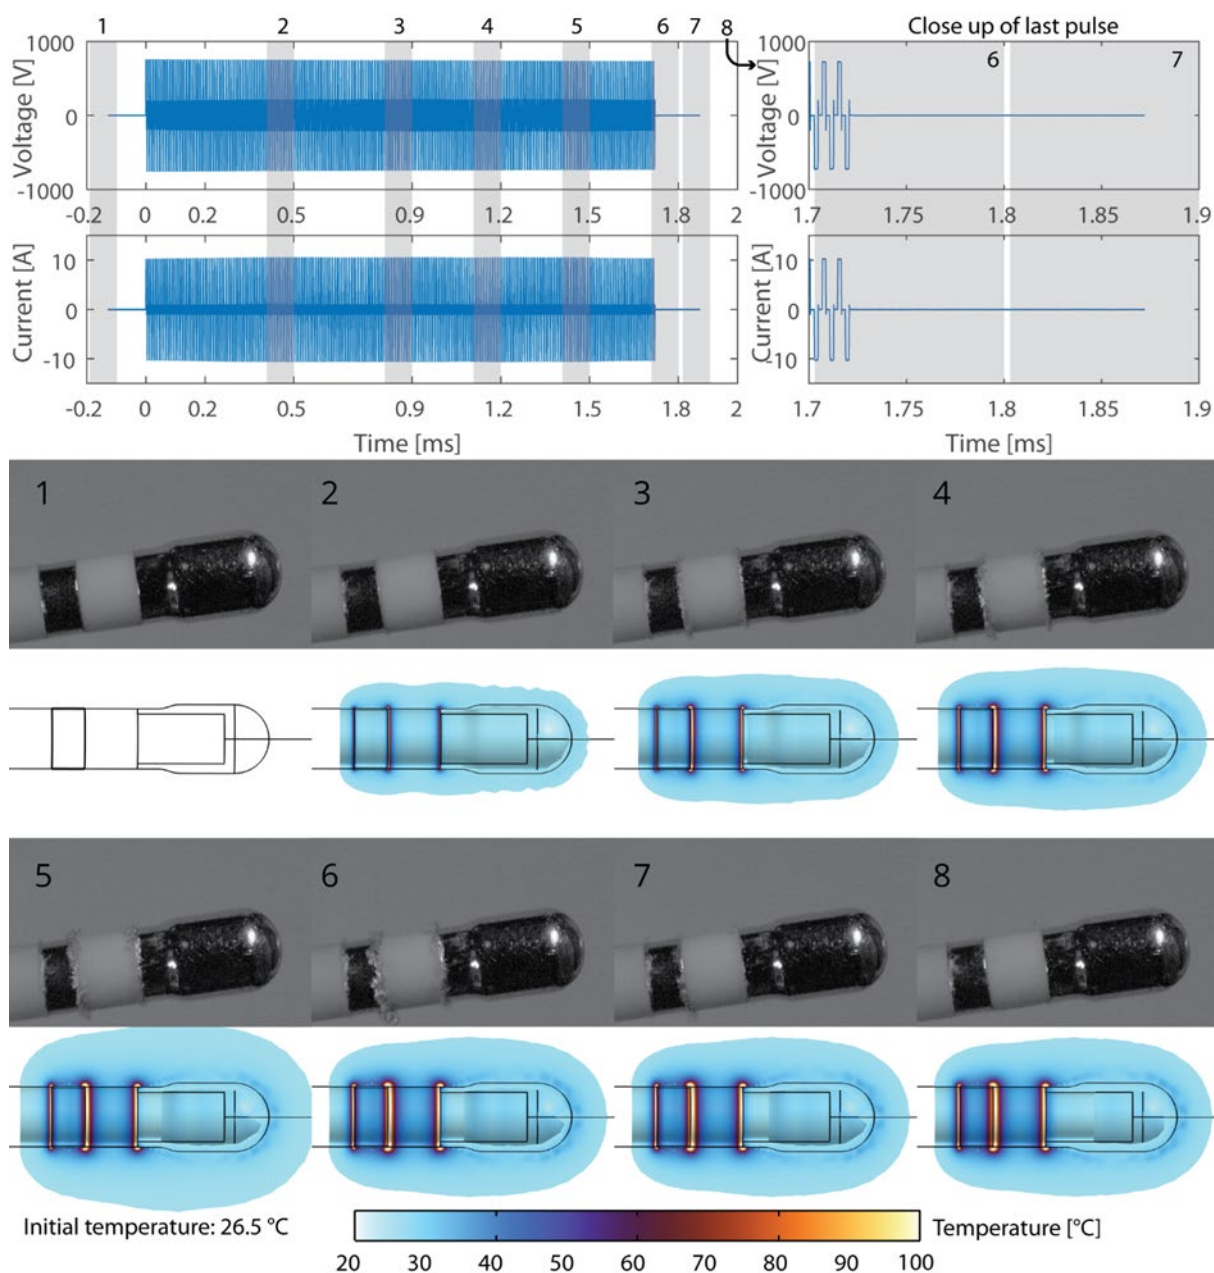 1 2 3 4 5 6 7 8 Close up of last pulse
Voltage [V]
1000
0
-1000
-0.2 0 0.2 0.5 0.9 1.2 1.5 1.8 2
Voltage [V]
1000
0
-1000
6 7
1.7 1.75 1.8 1.85 1.9
Current [A]
10
0
-10
-0.2 0 0.2 0.5 0.9 1.2 1.5 1.8 2
Time [ms]
Current [A]
10
0
-10
1.7 1.75 1.8 1.85 1.9
Time [ms]
1 2 3 4
5 6 7 8
Initial temperature: 26.5 °C
Temperature [°C]
20 30 40 50 60 70 80 90 100